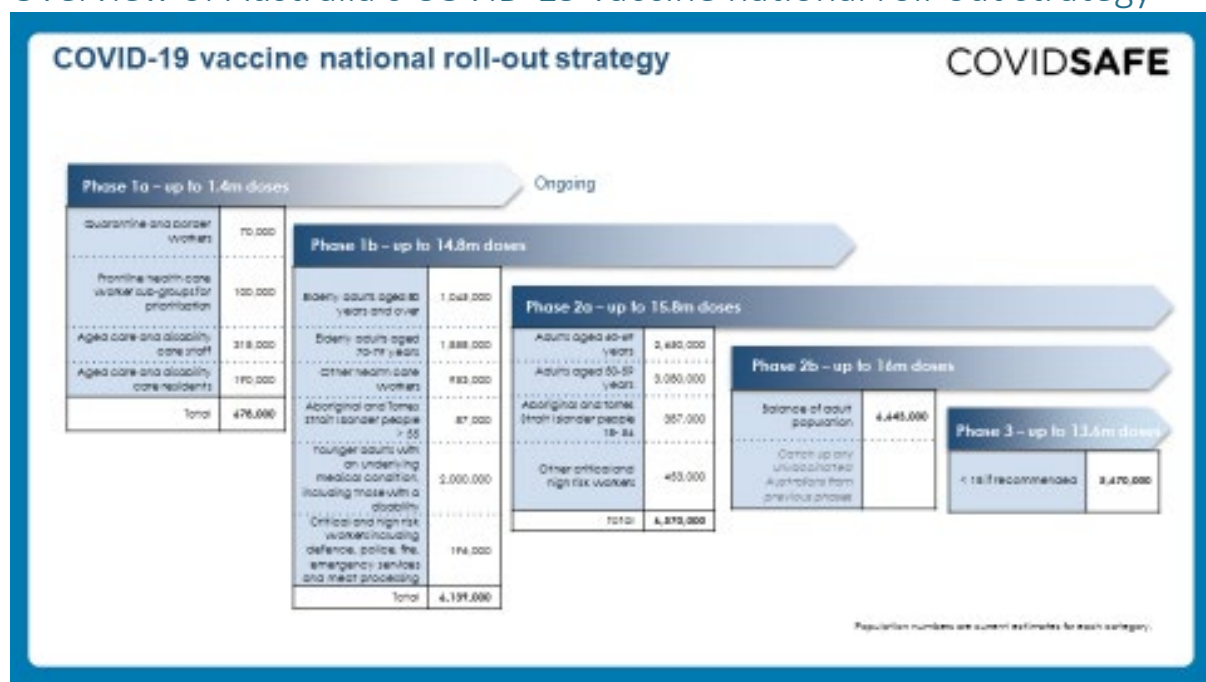 Overview of Australia's COVID-19 vaccine national roll-out strategy
COVID-19 vaccine national roll-out strategy
COVIDSAFE
Phase 1a – up to 1.4m doses
Ongoing
Quarantine and border
workers
70,000
Frontline health care
worker sub-groups for
prioritisation
100,000
Aged care and disability
care staff
318,000
Aged care and disability
care residents
190,000
Total
678,000
Phase 1b – up to 14.8m doses
Elderly adults aged 80
years and over
1,045,000
Elderly adults aged
70-79 years
1,858,000
Other health care
workers
953,000
Aboriginal and Torres
Strait Islander people
> 55
87,000
Younger adults with
an underlying
medical condition,
including those with a
disability
2,000,000
Critical and high risk
workers including
defence, police, fire,
emergency services
and meat processing
196,000
Total
6,139,000
Phase 2a – up to 15.8m doses
Adults aged 60-69
years
2,650,000
Adults aged 50-59
years
3,080,000
Aboriginal and Torres
Strait Islander people
18-54
387,000
Other critical and
high risk workers
453,000
Total
6,570,000
Phase 2b – up to 16m doses
Balance of adult
population
6,643,000
Catch up any
unvaccinated
Australians from
previous phases
Phase 3 – up to 13.6m doses
< 18 if recommended
5,670,000
Population numbers are current estimates for each category.